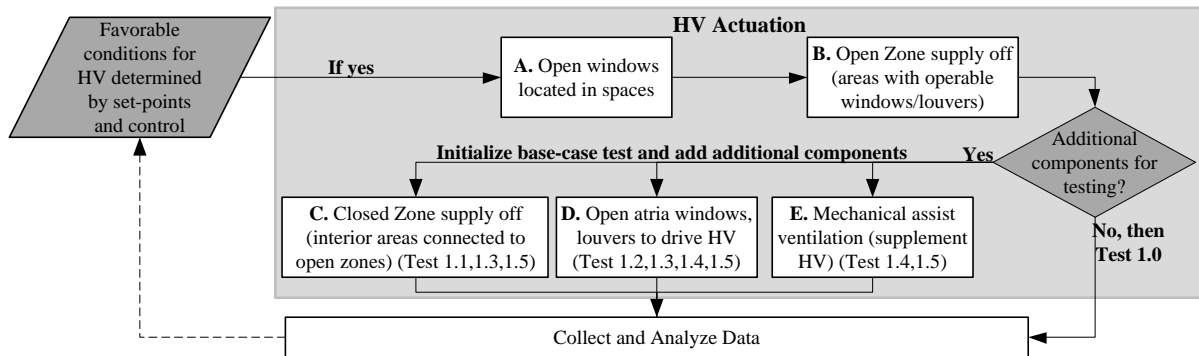 Favorable
conditions for
HV determined
by set-points
and control
HV Actuation
If yes
A. Open windows
located in spaces
B. Open Zone supply off
(areas with operable
windows/louvers)
Additional
components for
testing?
Initialize base-case test and add additional components
Yes
No, then
Test 1.0
C. Closed Zone supply off
(interior areas connected to
open zones) (Test 1.1,1.3,1.5)
D. Open atria windows,
louvers to drive HV
(Test 1.2,1.3,1.4,1.5)
E. Mechanical assist
ventilation (supplement
HV) (Test 1.4,1.5)
Collect and Analyze Data